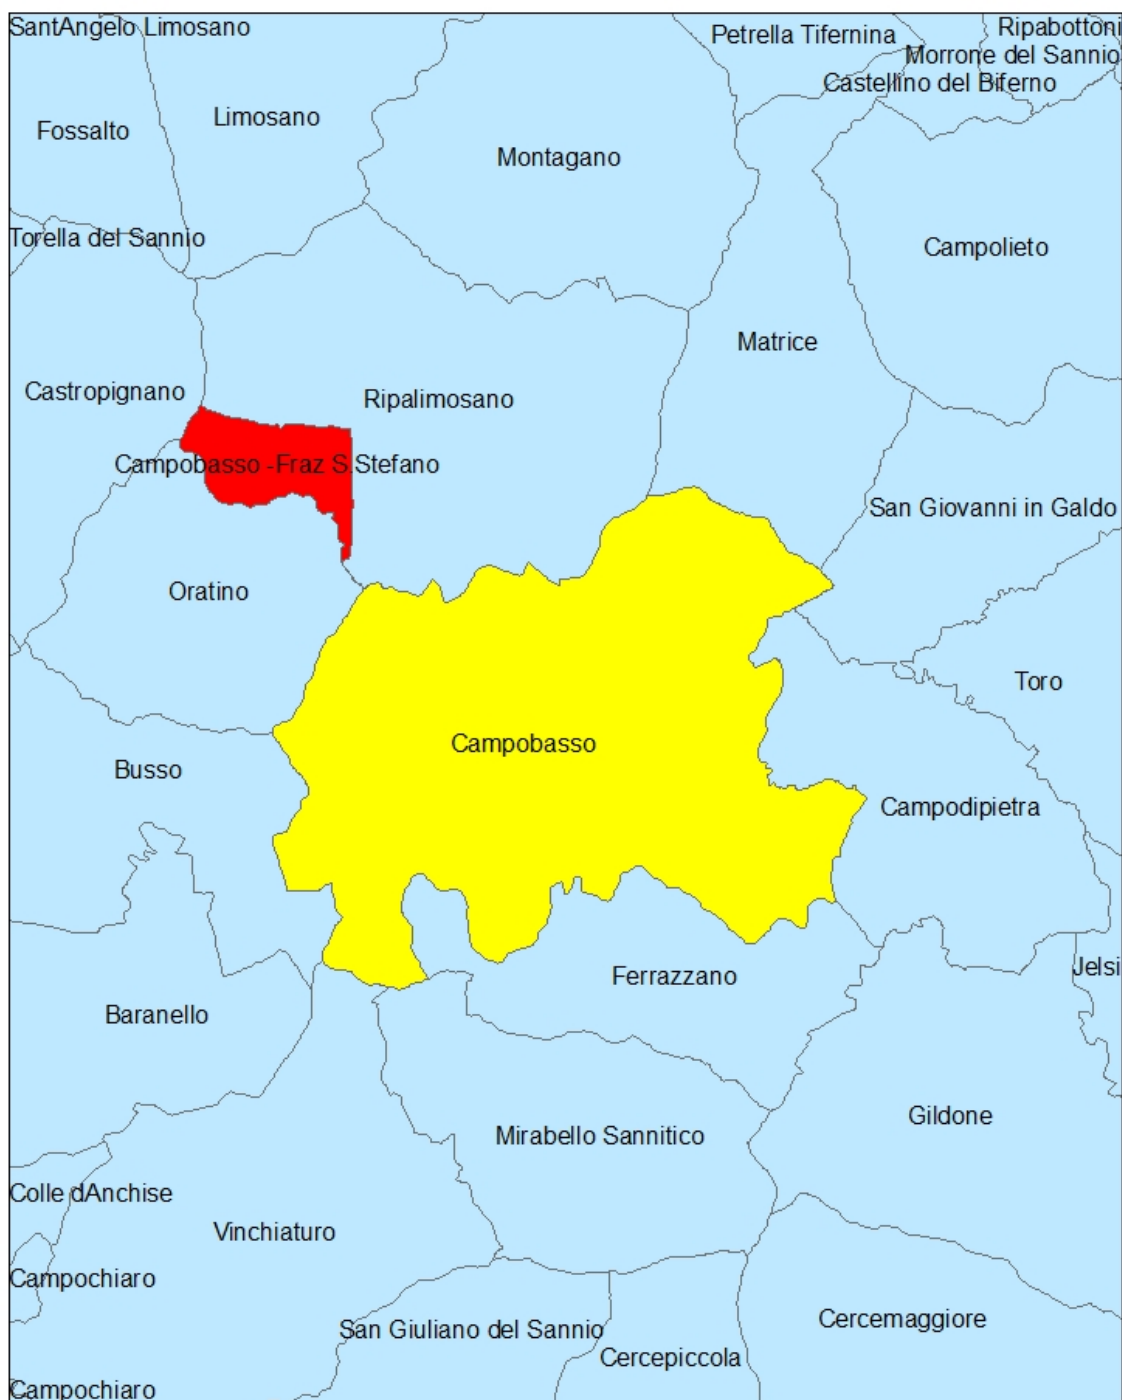 SantAngelo Limosano
Petrella Tifernina
Ripabottoni
Morrone del Sannio
Castellino del Biferno
Limosano
Fossalto
Montagano
Torella del Sannio
Campolieto
Matrice
Castropignano
Ripalimosano
Campobasso -Fraz S.Stefano
San Giovanni in Galdo
Oratino
Toro
Campobasso
Busso
Campodipietra
Ferrazzano
Jelsi
Baranello
Gildone
Mirabello Sannitico
Colle dAnchise
Vinchiaturo
Campochiaro
Cercemaggiore
San Giuliano del Sannio
Cercepiccola
Campochiaro